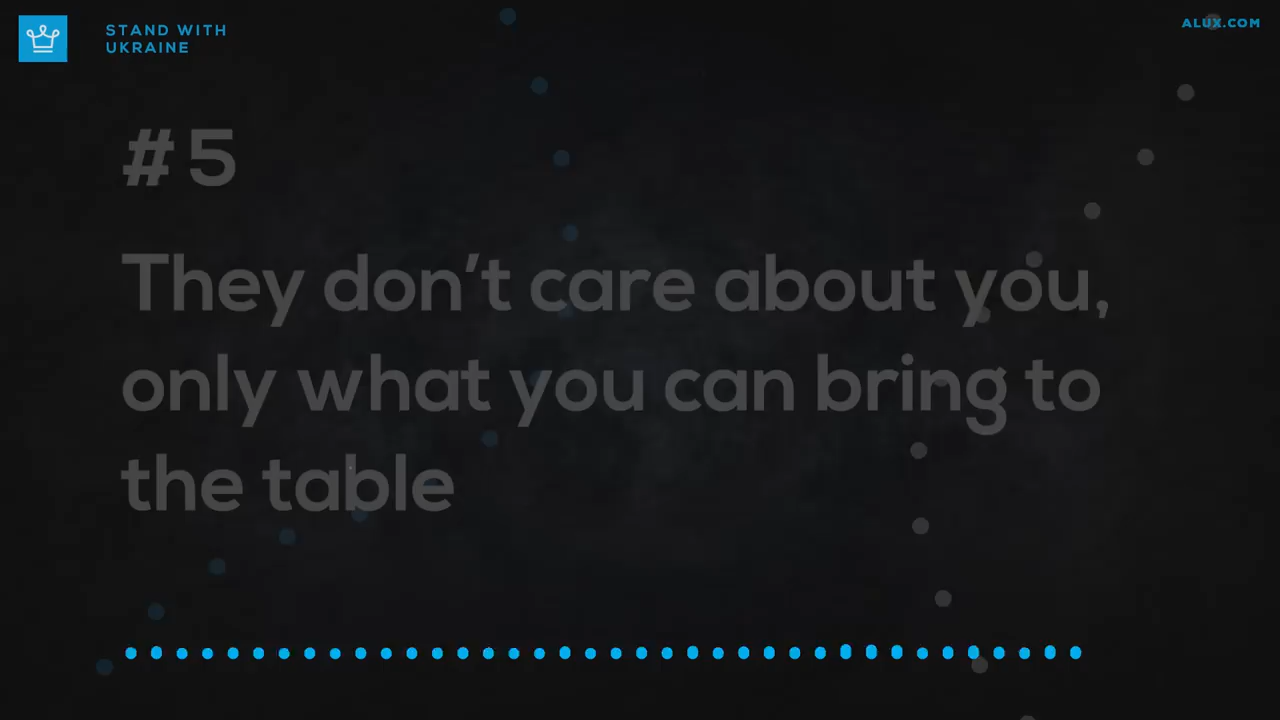 STAND WITH
UKRAINE
ALUX.COM
#5
They don’t care about you,
only what you can bring to
the table